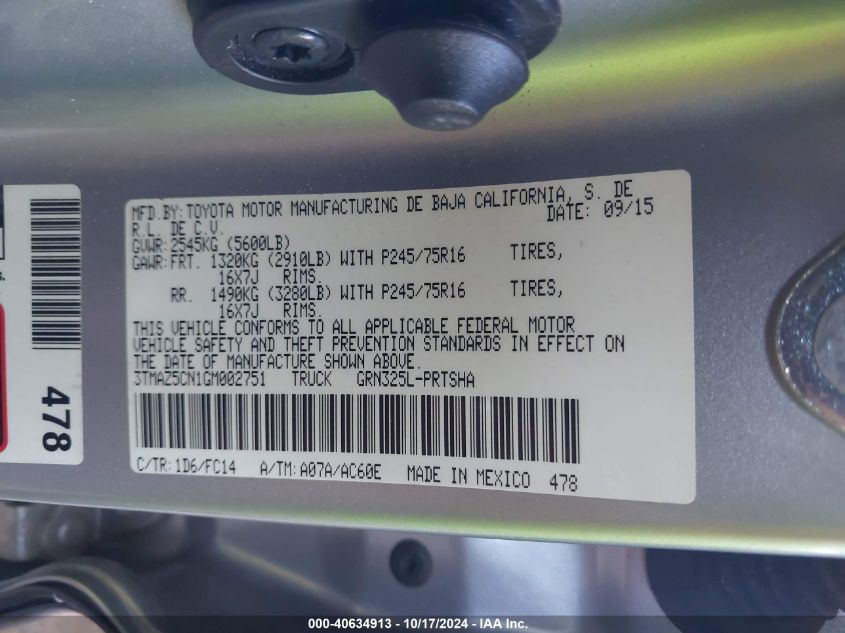 MFD.BY: TOYOTA MOTOR MANUFACTURING DE BAJA CALIFORNIA, S. DE
R.L. DE C.V.
DATE: 09/15
GVWR: 2545KG (5600LB)
GAWR: FRT. 1320KG (2910LB) WITH P245/75R16 TIRES,
16X7J RIMS.
RR. 1490KG (3280LB) WITH P245/75R16 TIRES,
16X7J RIMS.
THIS VEHICLE CONFORMS TO ALL APPLICABLE FEDERAL MOTOR
VEHICLE SAFETY AND THEFT PREVENTION STANDARDS IN EFFECT ON
THE DATE OF MANUFACTURE SHOWN ABOVE.
3TMAZ5CN1GM002751 TRUCK GRN325L-PRTSHA
C/TR: 1D6/FC14 A/TM: A07A/AC60E MADE IN MEXICO 478
478
000-40634913 - 10/17/2024 - IAA Inc.